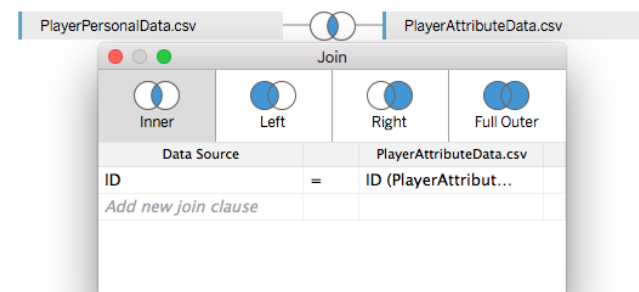 PlayerPersonalData.csv PlayerAttributeData.csv
Join
Inner Left Right Full Outer
Data Source PlayerAttributeData.csv
ID = ID (PlayerAttribut...
Add new join clause